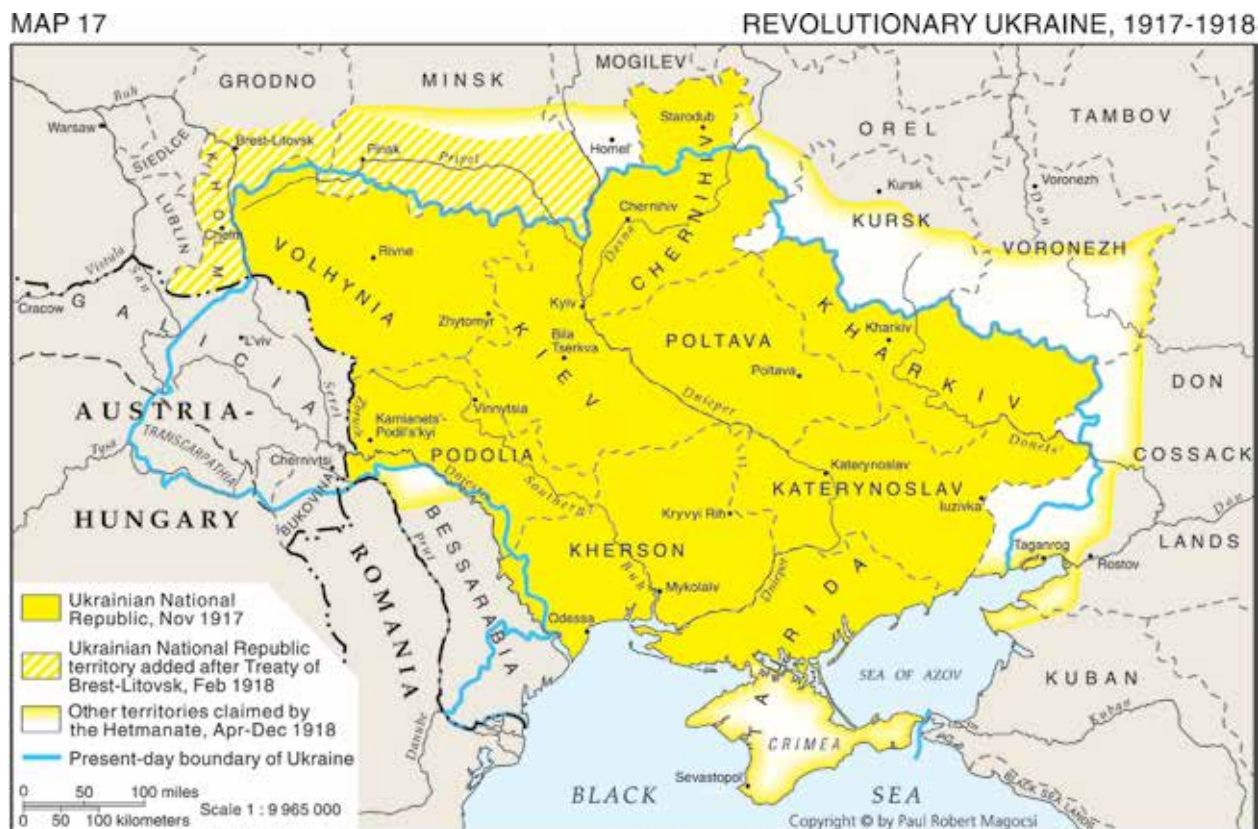 MAP 17
REVOLUTIONARY UKRAINE, 1917-1918
GRODNO
MINSK
MOGILEV
OREL
TAMBOV
Buh
Warsaw
SIEDLCE
Brest-Litovsk
Pinsk
Pripet
Homel'
Starodub
Kursk
Voronezh
Don
KHOLM
LUBLIN
Chełm
Chernihiv
Desna
CHERNIHIV
KURSK
VORONEZH
VOLHYNIA
Rivne
Vistula
San
Cracow
GALICIA
L'viv
Zhytomyr
Kyiv
Bila
Tserkva
KIEV
POLTAVA
Poltava
KHARKIV
Kharkiv
DON
COSSACK
LANDS
Seret
Zbruch
AUSTRIA-
HUNGARY
Tysa
TRANSCARPATHIA
Chernivtsi
BUKOVINA
Kamianets'-
Podil's'kyi
Vinnytsia
PODOLIA
Dniester
Southern
Buh
Dnieper
Donets'
Katerynoslav
KATERYNOSLAV
Iuzivka
Kryvyi Rih
KHERSON
Taganrog
Rostov
Don
ROMANIA
Prut
BESSARABIA
Mykolaiv
Dnieper
TAVRIDA
Odessa
SEA OF AZOV
KUBAN
Kuban
CRIMEA
Sevastopol
BLACK SEA
BLACK SEA LANDS
Danube
Ukrainian National
Republic, Nov 1917
Ukrainian National Republic
territory added after Treaty of
Brest-Litovsk, Feb 1918
Other territories claimed by
the Hetmanate, Apr-Dec 1918
Present-day boundary of Ukraine
0 50 100 miles
0 50 100 kilometers
Scale 1 : 9 965 000
Copyright © by Paul Robert Magocsi